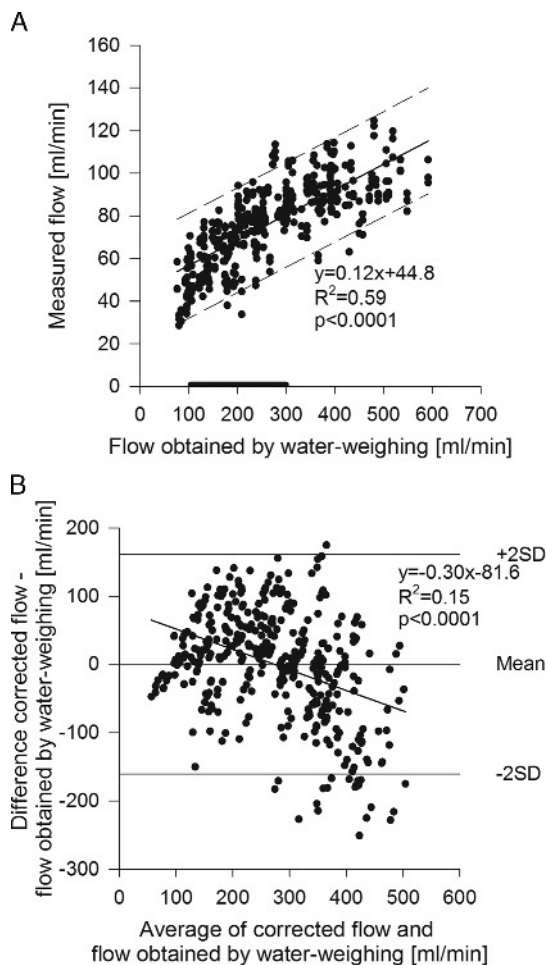 A
Measured flow [ml/min]
160
140
120
100
80
60
40
20
0
y=0.12x+44.8
R²=0.59
p<0.0001
0 100 200 300 400 500 600 700
Flow obtained by water-weighing [ml/min]
B
Difference corrected flow -
flow obtained by water-weighing [ml/min]
200
100
0
-100
-200
-300
+2SD
y=-0.30x-81.6
R²=0.15
p<0.0001
Mean
-2SD
0 100 200 300 400 500 600
Average of corrected flow and
flow obtained by water-weighing [ml/min]